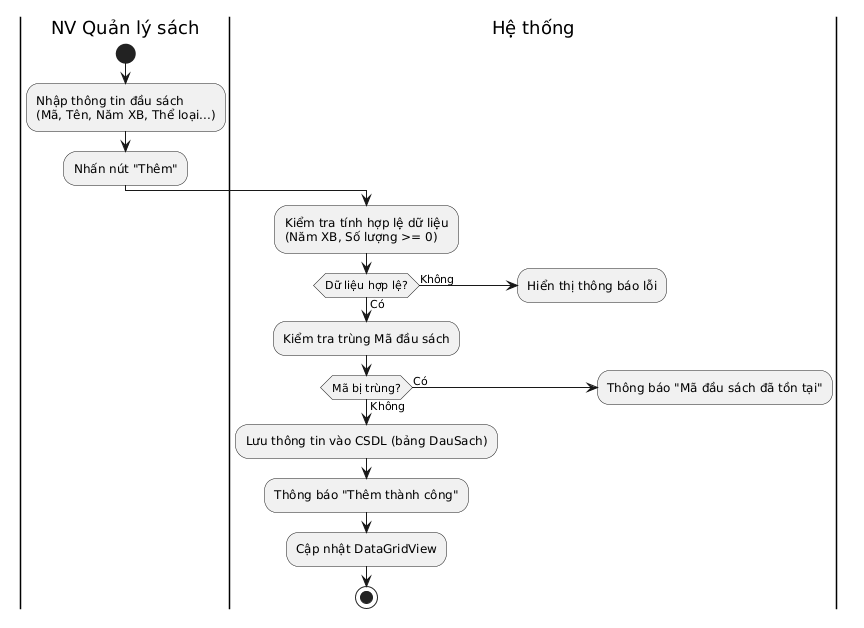 NV Quản lý sách
Hệ thống
Nhập thông tin đầu sách
(Mã, Tên, Năm XB, Thể loại...)
Nhấn nút "Thêm"
Kiểm tra tính hợp lệ dữ liệu
(Năm XB, Số lượng >= 0)
Dữ liệu hợp lệ?
Không
Hiển thị thông báo lỗi
Có
Kiểm tra trùng Mã đầu sách
Mã bị trùng?
Có
Thông báo "Mã đầu sách đã tồn tại"
Không
Lưu thông tin vào CSDL (bảng DauSach)
Thông báo "Thêm thành công"
Cập nhật DataGridView